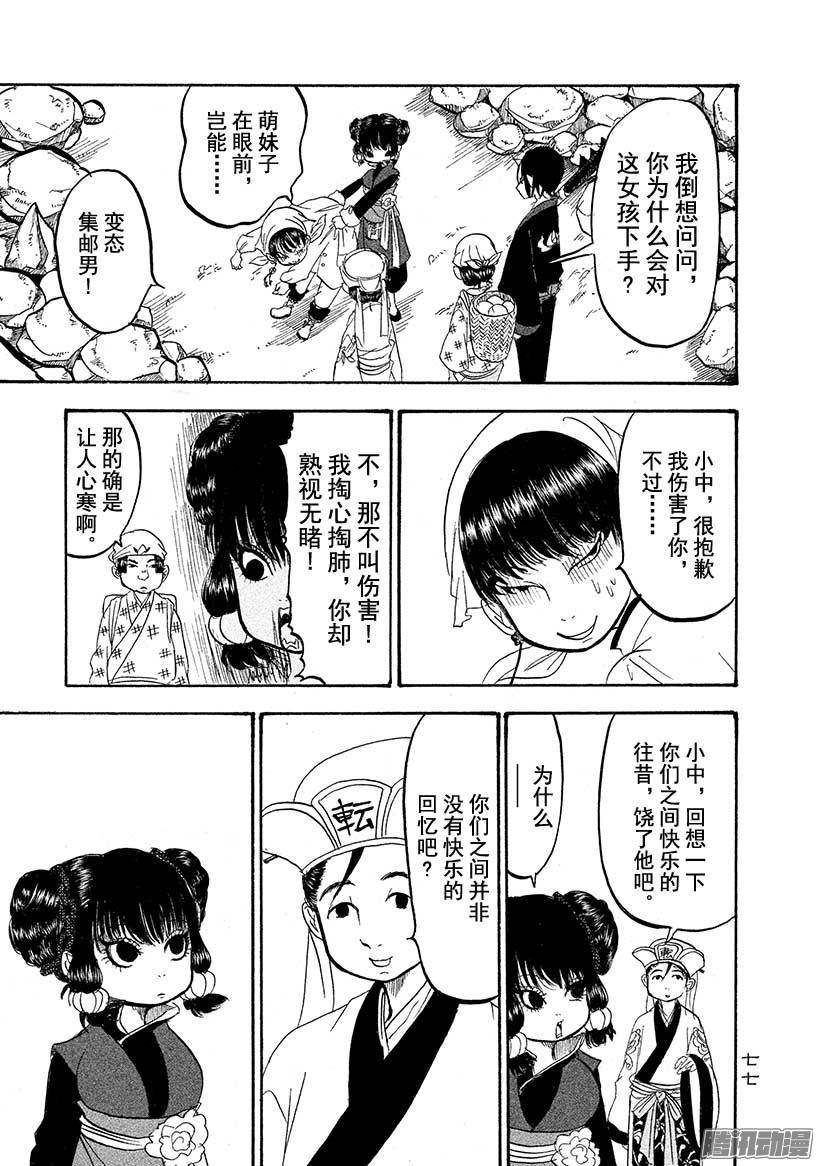 我倒想问问，
你为什么会对
这女孩下手？
萌妹子
在眼前，
岂能……
变态
集邮男！
小中，很抱歉
我伤害了你，
不过……
不，那不叫伤害！
我掏心掏肺，你却
熟视无睹！
那的确是
让人心寒啊。
小中，回想一下
你们之间快乐的
往昔，饶了他吧。
転
为什么
——
你们之间并非
没有快乐的
回忆吧？
転
七七
腾讯动漫